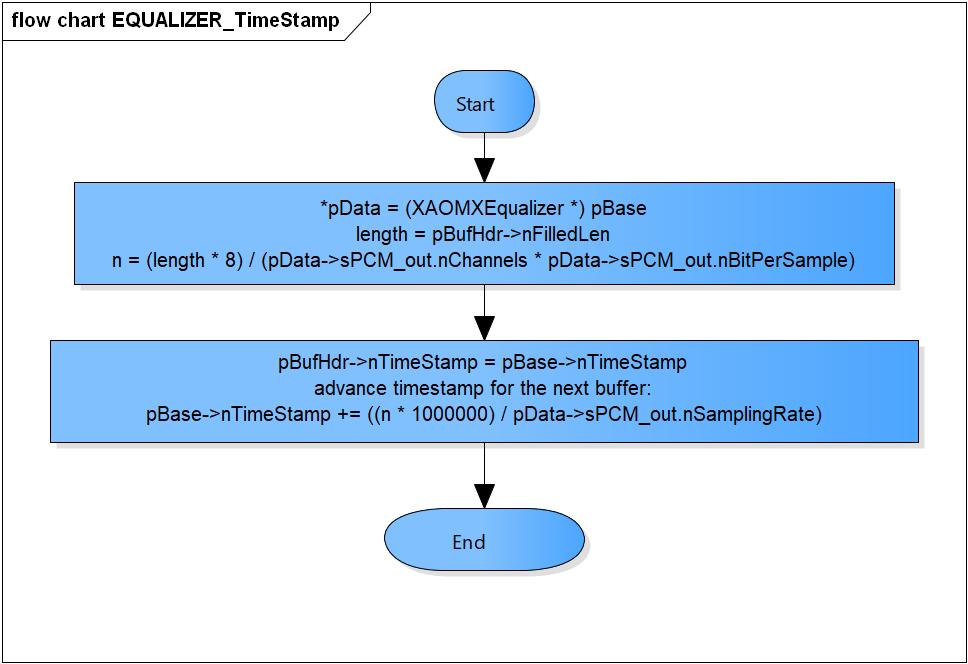 flow chart EQUALIZER_TimeStamp
Start
*pData = (XAOMXEqualizer *) pBase
length = pBufHdr->nFilledLen
n = (length * 8) / (pData->sPCM_out.nChannels * pData->sPCM_out.nBitPerSample)
pBufHdr->nTimeStamp = pBase->nTimeStamp
advance timestamp for the next buffer:
pBase->nTimeStamp += ((n * 1000000) / pData->sPCM_out.nSamplingRate)
End